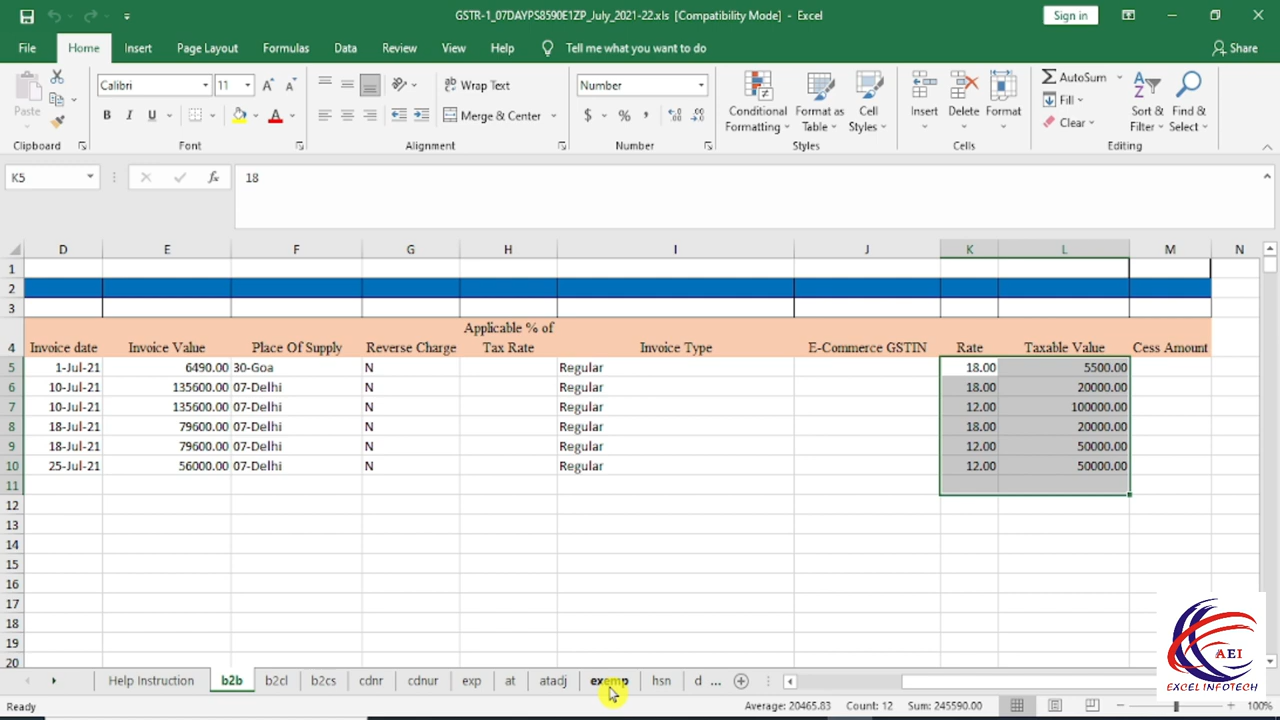 GSTR-1_07DAYPS8590E1ZP_July_2021-22.xls [Compatibility Mode] - Excel
Sign in
File Home Insert Page Layout Formulas Data Review View Help Tell me what you want to do Share
Paste
Calibri 11
B I U
Wrap Text
Merge & Center
Number
$ % ,
Conditional Formatting
Format as Table
Cell Styles
Insert Delete Format
AutoSum
Fill
Clear
Sort & Filter
Find & Select
Clipboard Font Alignment Number Styles Cells Editing
K5 fx 18
D E F G H I J K L M N
1
2
3
Applicable % of
4 Invoice date Invoice Value Place Of Supply Reverse Charge Tax Rate Invoice Type E-Commerce GSTIN Rate Taxable Value Cess Amount
5 1-Jul-21 6490.00 30-Goa N Regular 18.00 5500.00
6 10-Jul-21 135600.00 07-Delhi N Regular 18.00 20000.00
7 10-Jul-21 135600.00 07-Delhi N Regular 12.00 100000.00
8 18-Jul-21 79600.00 07-Delhi N Regular 18.00 20000.00
9 18-Jul-21 79600.00 07-Delhi N Regular 12.00 50000.00
10 25-Jul-21 56000.00 07-Delhi N Regular 12.00 50000.00
11
12
13
14
15
16
17
18
19
20
AEI
EXCEL INFOTECH
Help Instruction b2b b2cl b2cs cdnr cdnur exp at atadj exemp hsn d ...
Ready Average: 20465.83 Count: 12 Sum: 245590.00 100%